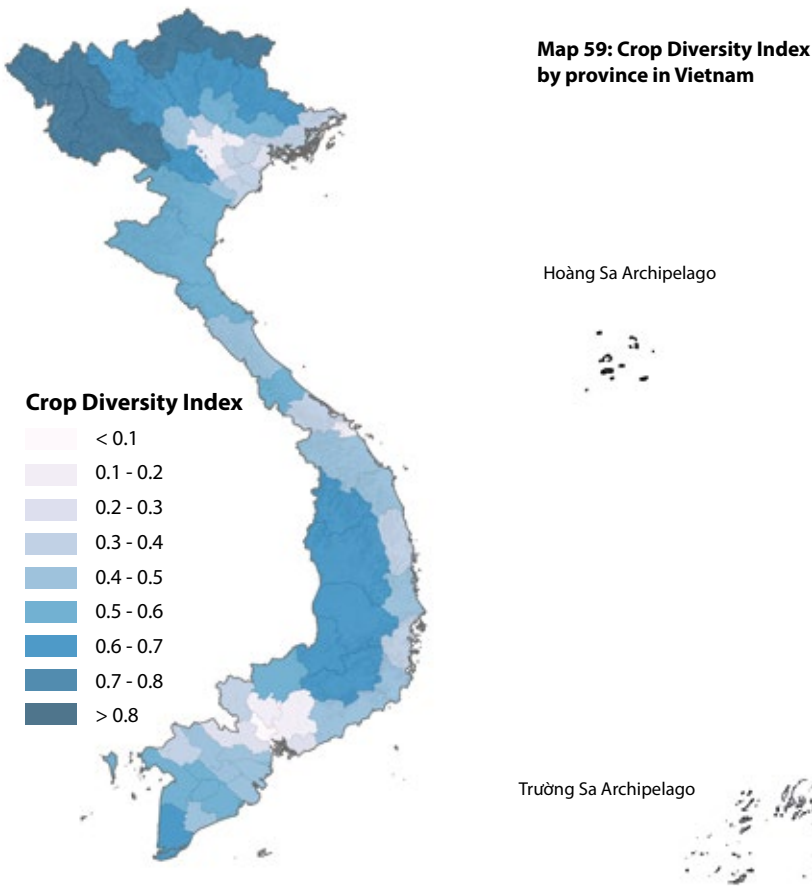 Map 59: Crop Diversity Index
by province in Vietnam
Hoàng Sa Archipelago
Crop Diversity Index
< 0.1
0.1 - 0.2
0.2 - 0.3
0.3 - 0.4
0.4 - 0.5
0.5 - 0.6
0.6 - 0.7
0.7 - 0.8
> 0.8
Trường Sa Archipelago